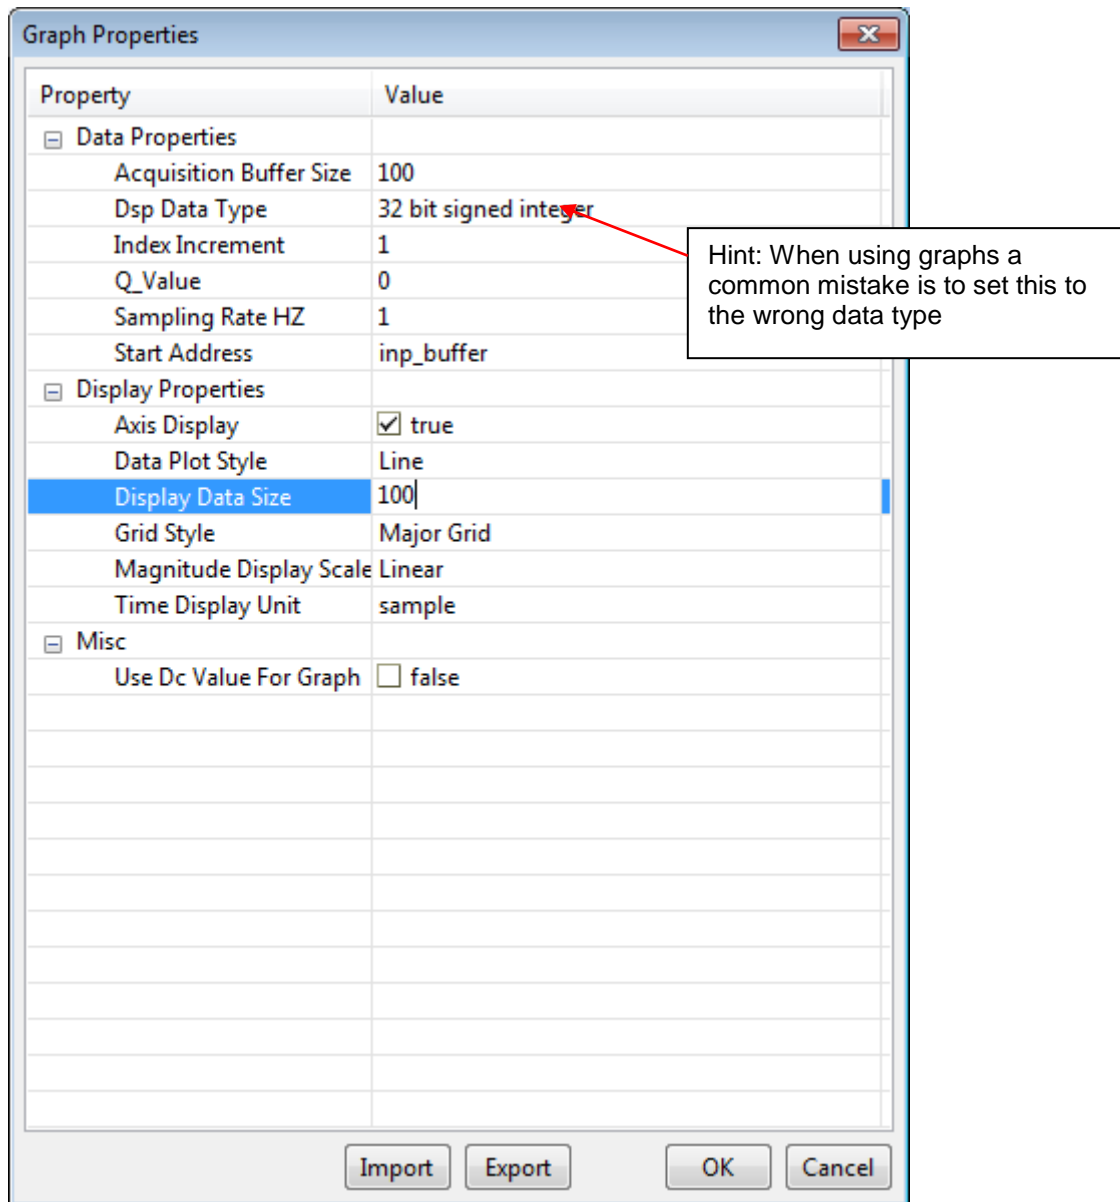 Graph Properties
Property Value
Data Properties
Acquisition Buffer Size 100
Dsp Data Type 32 bit signed integer
Index Increment 1
Q_Value 0
Sampling Rate HZ 1
Start Address inp_buffer
Display Properties
Axis Display true
Data Plot Style Line
Display Data Size 100
Grid Style Major Grid
Magnitude Display Scale Linear
Time Display Unit sample
Misc
Use Dc Value For Graph false
Hint: When using graphs a
common mistake is to set this to
the wrong data type
Import Export OK Cancel